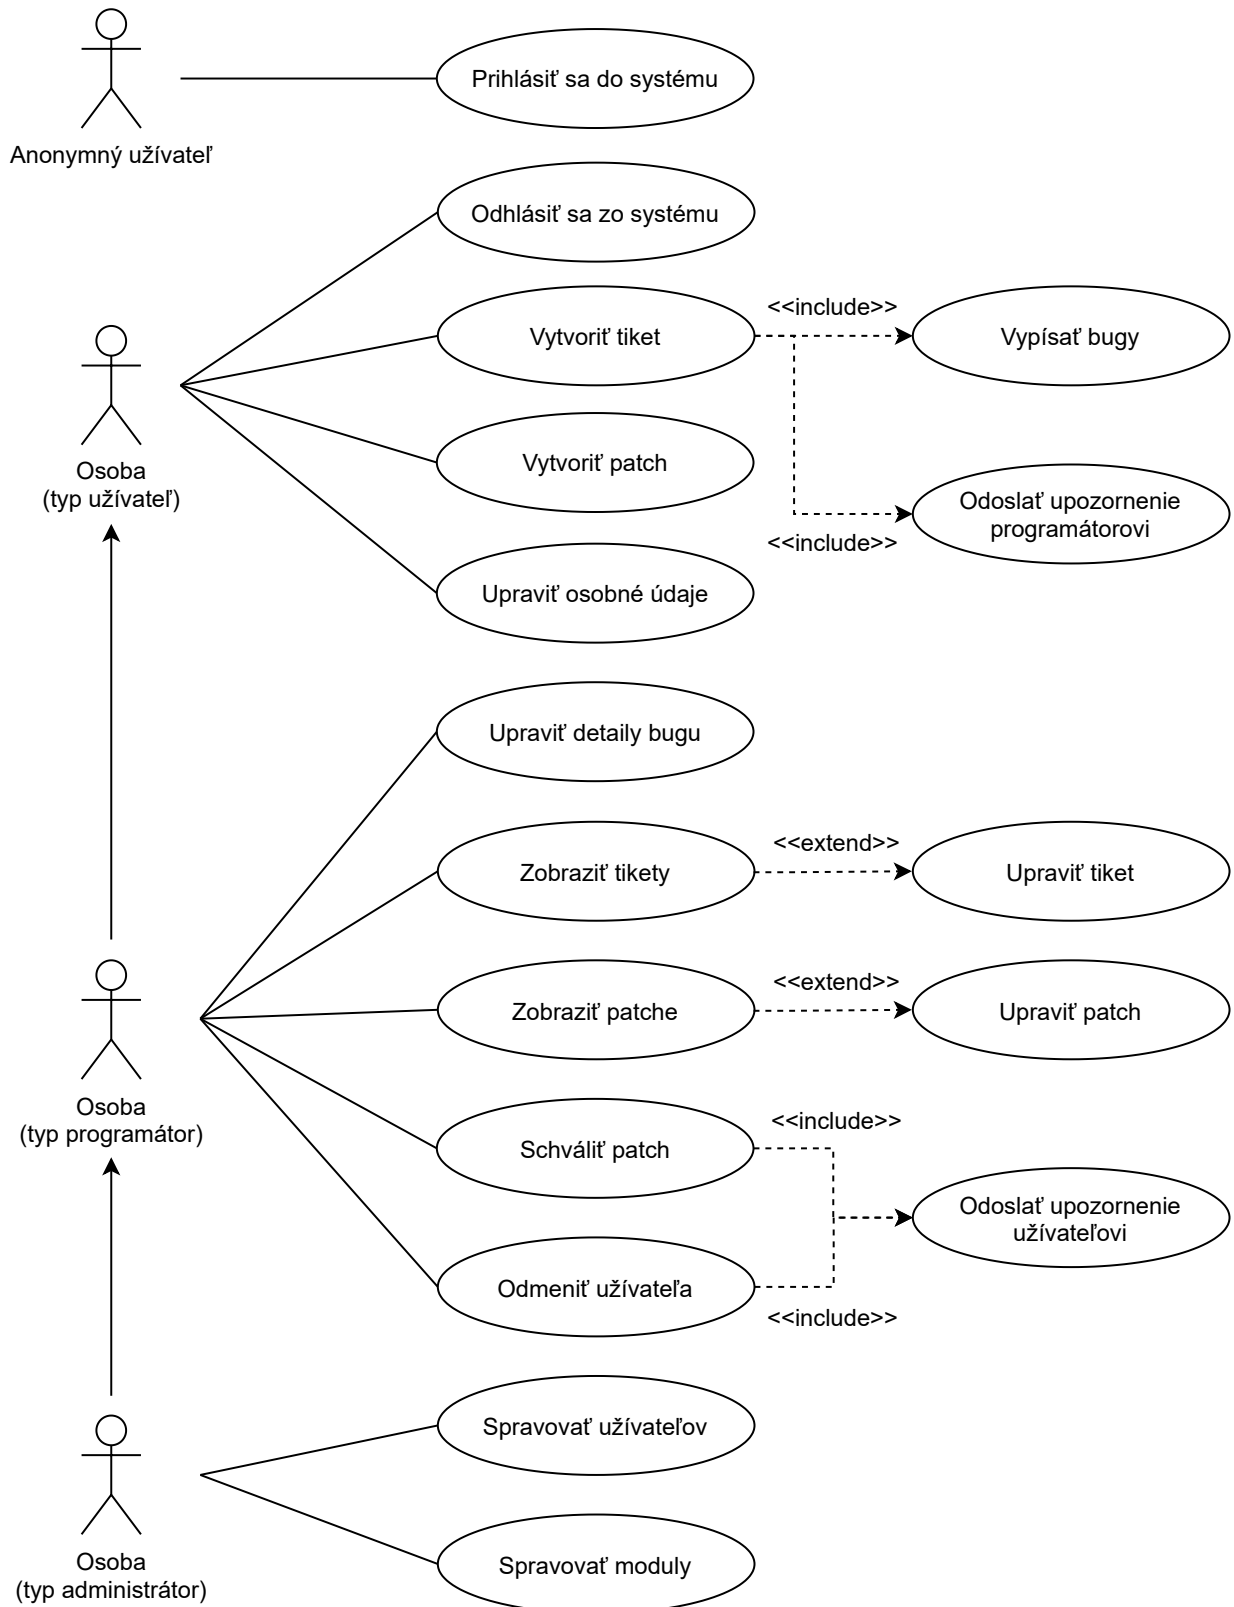 Prihlásiť sa do systému
Anonymný užívateľ
Odhlásiť sa zo systému
<<include>>
Vytvoriť tiket
Vypísať bugy
Osoba
(typ užívateľ)
Vytvoriť patch
Odoslať upozornenie
programátorovi
<<include>>
Upraviť osobné údaje
Upraviť detaily bugu
<<extend>>
Zobraziť tikety
Upraviť tiket
<<extend>>
Zobraziť patche
Upraviť patch
Osoba
(typ programátor)
<<include>>
Schváliť patch
Odoslať upozornenie
užívateľovi
Odmeniť užívateľa
<<include>>
Spravovať užívateľov
Osoba
(typ administrátor)
Spravovať moduly